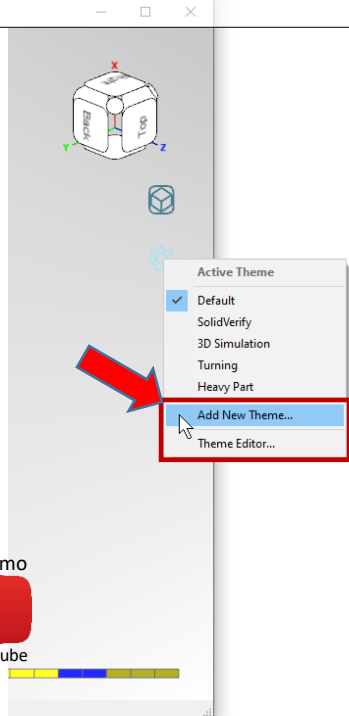 X
Back
Top
Y
Z
Active Theme
Default
SolidVerify
3D Simulation
Turning
Heavy Part
Add New Theme...
Theme Editor...
mo
ube